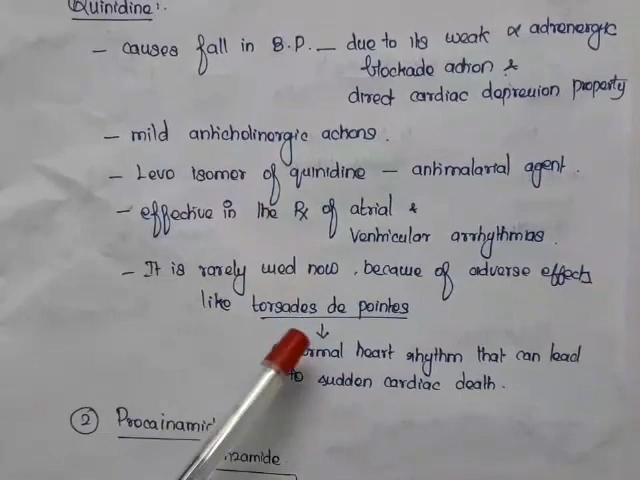 Quinidine:.
– causes fall in B.P. – due to its weak α adrenergic
blockade action &
direct cardiac depression property
– mild anticholinergic actions.
– Levo isomer of quinidine – antimalarial agent.
– effective in the Rx of atrial &
ventricular arrhythmias.
– It is rarely used now, because of adverse effects
like torsades de pointes
↓
heart rhythm that can lead
to sudden cardiac death.
②